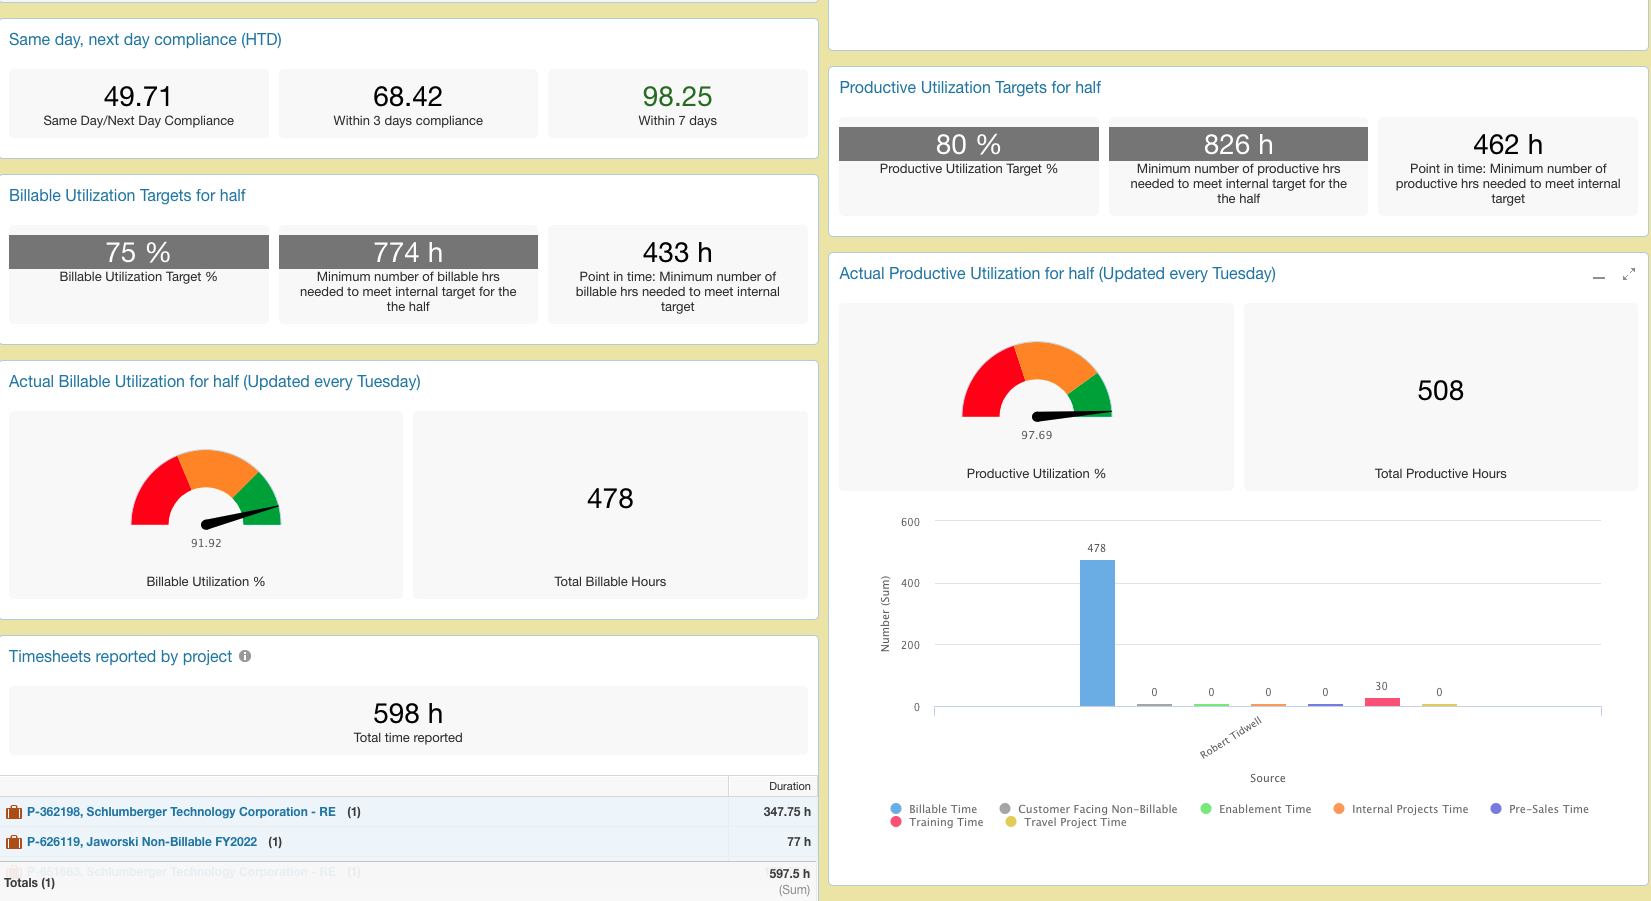 Same day, next day compliance (HTD)
49.71
Same Day/Next Day Compliance
68.42
Within 3 days compliance
98.25
Within 7 days
Billable Utilization Targets for half
75 %
Billable Utilization Target %
774 h
Minimum number of billable hrs
needed to meet internal target for the
the half
433 h
Point in time: Minimum number of
billable hrs needed to meet internal
target
Actual Billable Utilization for half (Updated every Tuesday)
91.92
Billable Utilization %
478
Total Billable Hours
Timesheets reported by project
598 h
Total time reported
Duration
P-362198, Schlumberger Technology Corporation - RE (1)
347.75 h
P-626119, Jaworski Non-Billable FY2022 (1)
77 h
P-651663, Schlumberger Technology Corporation - RE (1)
Totals (1)
597.5 h
(Sum)
Productive Utilization Targets for half
80 %
Productive Utilization Target %
826 h
Minimum number of productive hrs
needed to meet internal target for the
the half
462 h
Point in time: Minimum number of
productive hrs needed to meet internal
target
Actual Productive Utilization for half (Updated every Tuesday)
97.69
Productive Utilization %
508
Total Productive Hours
600
400
200
0
Number (Sum)
478
0
0
0
0
30
0
Robert Tidwell
Source
Billable Time
Customer Facing Non-Billable
Enablement Time
Internal Projects Time
Pre-Sales Time
Training Time
Travel Project Time